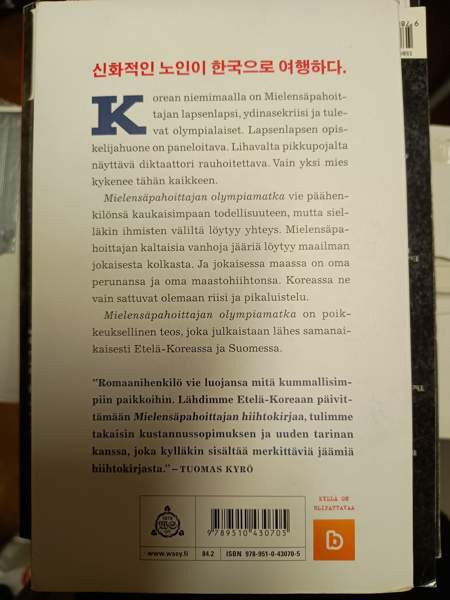 신화적인 노인이 한국으로 여행하다.
Korean niemimaalla on Mielensäpahoit-
tajan lapsenlapsi, ydinasekriisi ja tule-
vat olympialaiset. Lapsenlapsen opis-
kelijahuone on paneloitava. Lihavalta pikkupojalta
näyttävä diktaattori rauhoitettava. Vain yksi mies
kykenee tähän kaikkeen.
Mielensäpahoittajan olympiamatka vie päähen-
kilönsä kaukaisimpaan todellisuuteen, mutta siel-
läkin ihmisten väliltä löytyy yhteys. Mielensäpa-
hoittajan kaltaisia vanhoja jääriä löytyy maailman
jokaisesta kolkasta. Ja jokaisessa maassa on oma
perunansa ja oma maastohiihtonsa. Koreassa ne
vain sattuvat olemaan riisi ja pikaluistelu.
Mielensäpahoittajan olympiamatka on poik-
keuksellinen teos, joka julkaistaan lähes samanai-
kaisesti Etelä-Koreassa ja Suomessa.
"Romaanihenkilö vie luojansa mitä kummallisim-
piin paikkoihin. Lähdimme Etelä-Koreaan päivit-
tämään Mielensäpahoittajan hiihtokirjaa, tulimme
takaisin kustannussopimuksen ja uuden tarinan
kanssa, joka kylläkin sisältää merkittäviä jäämiä
hiihtokirjasta." – TUOMAS KYRÖ
KYLLÄ ON
ELIPATTAVAA
9789510430705
b
www.wsoy.fi 84.2 ISBN 978-951-0-43070-5